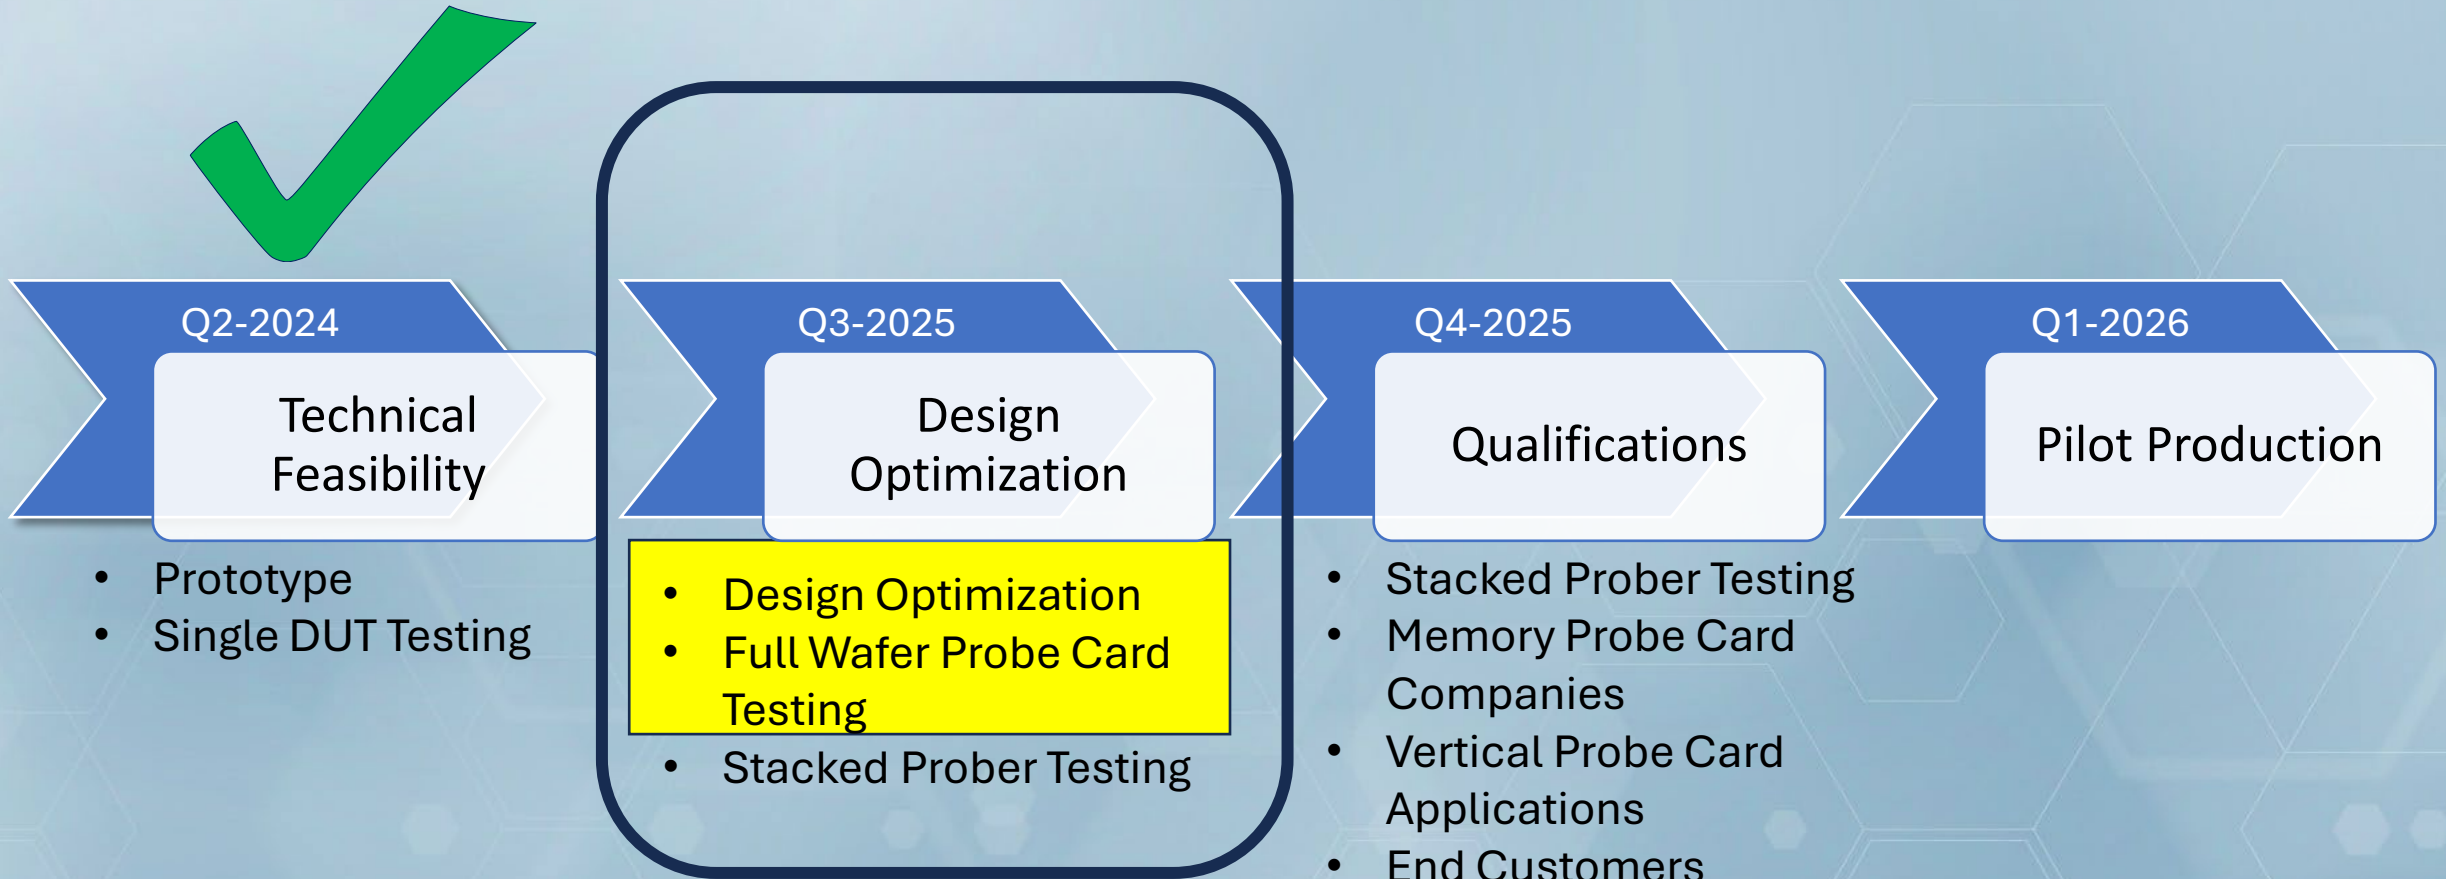 Q2-2024
Technical
Feasibility
• Prototype
• Single DUT Testing
Q3-2025
Design
Optimization
• Design Optimization
• Full Wafer Probe Card
Testing
• Stacked Prober Testing
Q4-2025
Qualifications
• Stacked Prober Testing
• Memory Probe Card
Companies
• Vertical Probe Card
Applications
• End Customers
Q1-2026
Pilot Production